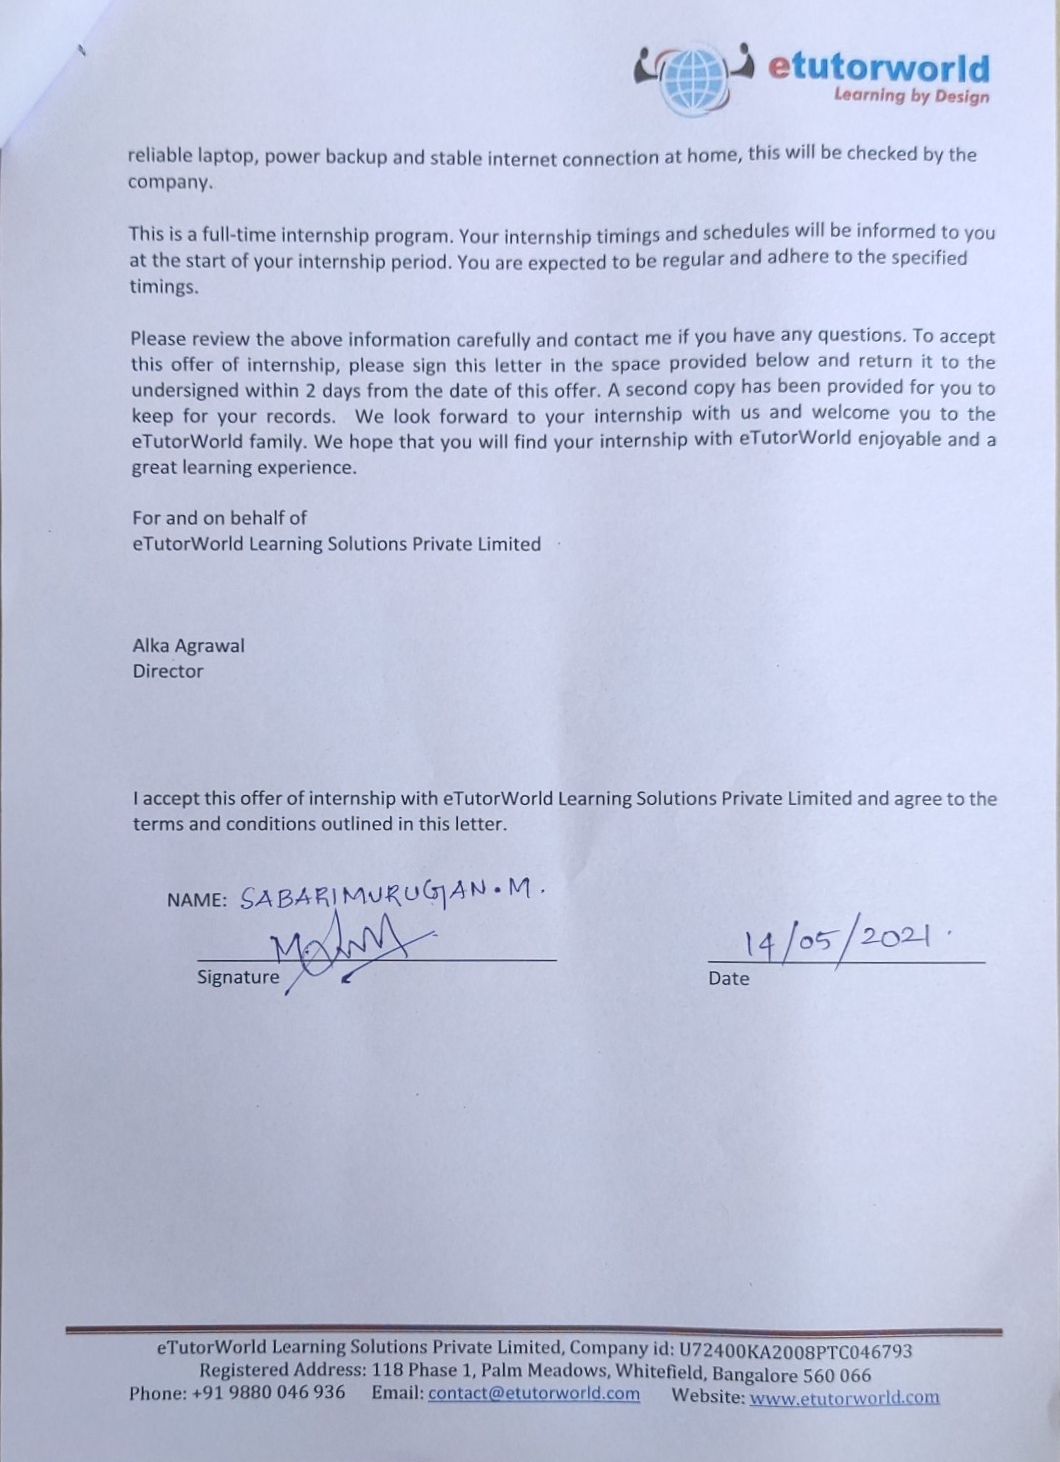 etutorworld
Learning by Design
reliable laptop, power backup and stable internet connection at home, this will be checked by the
company.
This is a full-time internship program. Your internship timings and schedules will be informed to you
at the start of your internship period. You are expected to be regular and adhere to the specified
timings.
Please review the above information carefully and contact me if you have any questions. To accept
this offer of internship, please sign this letter in the space provided below and return it to the
undersigned within 2 days from the date of this offer. A second copy has been provided for you to
keep for your records. We look forward to your internship with us and welcome you to the
eTutorWorld family. We hope that you will find your internship with eTutorWorld enjoyable and a
great learning experience.
For and on behalf of
eTutorWorld Learning Solutions Private Limited
Alka Agrawal
Director
I accept this offer of internship with eTutorWorld Learning Solutions Private Limited and agree to the
terms and conditions outlined in this letter.
NAME: SABARIMURUGAN.M.
14/05/2021.
Signature Date
eTutorWorld Learning Solutions Private Limited, Company id: U72400KA2008PTC046793
Registered Address: 118 Phase 1, Palm Meadows, Whitefield, Bangalore 560 066
Phone: +91 9880 046 936 Email: contact@etutorworld.com Website: www.etutorworld.com